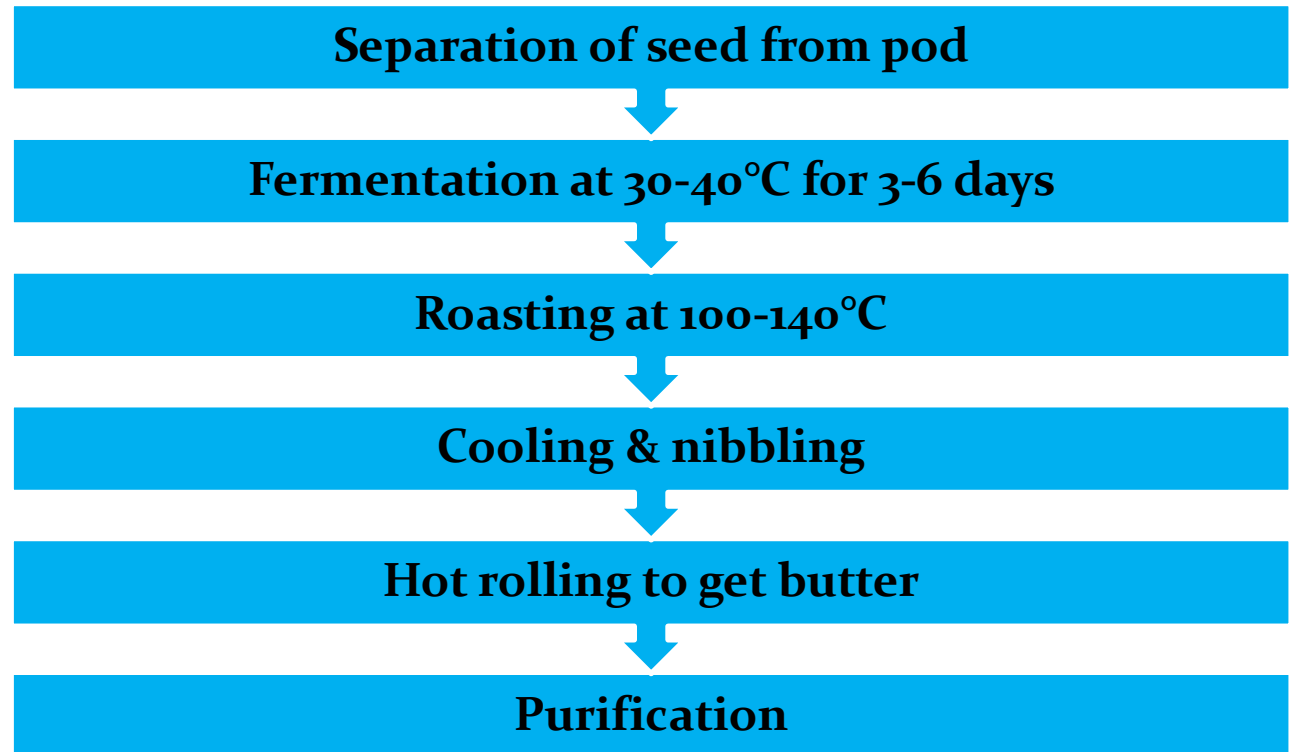 Separation of seed from pod
Fermentation at 30-40°C for 3-6 days
Roasting at 100-140°C
Cooling & nibbling
Hot rolling to get butter
Purification